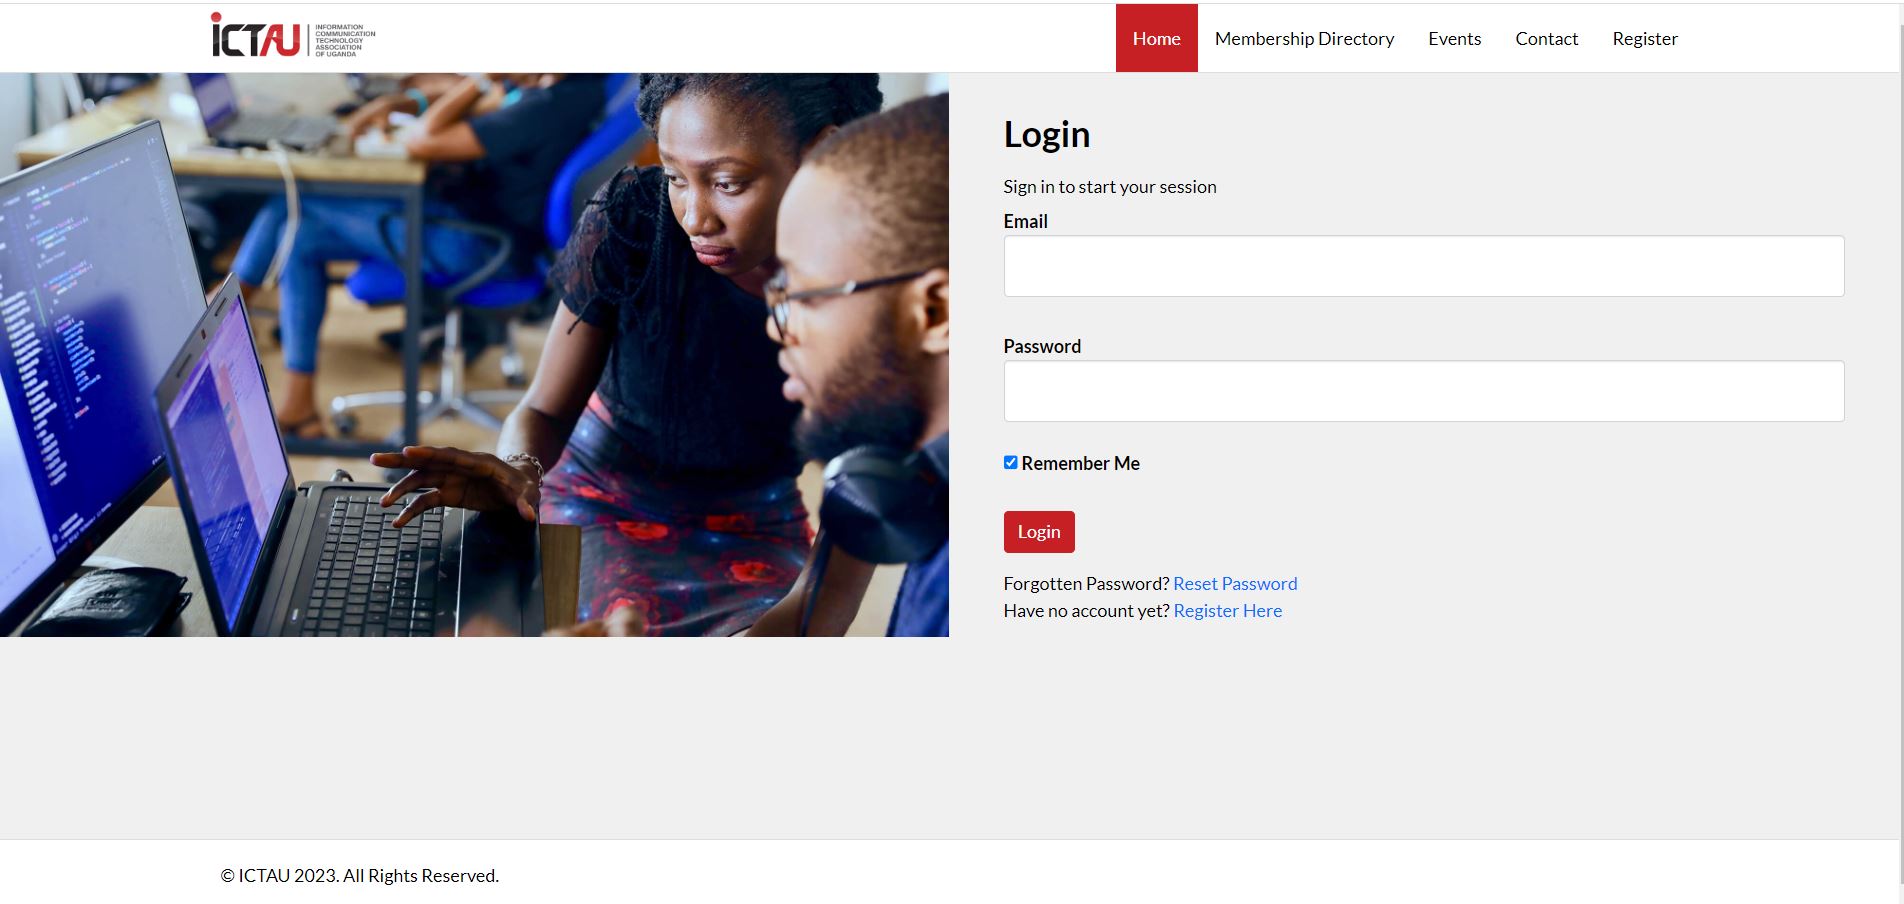 ICTAU
INFORMATION
COMMUNICATION
TECHNOLOGY
ASSOCIATION
OF UGANDA
Home Membership Directory Events Contact Register
Login
Sign in to start your session
Email
Password
Remember Me
Login
Forgotten Password? Reset Password
Have no account yet? Register Here
© ICTAU 2023. All Rights Reserved.